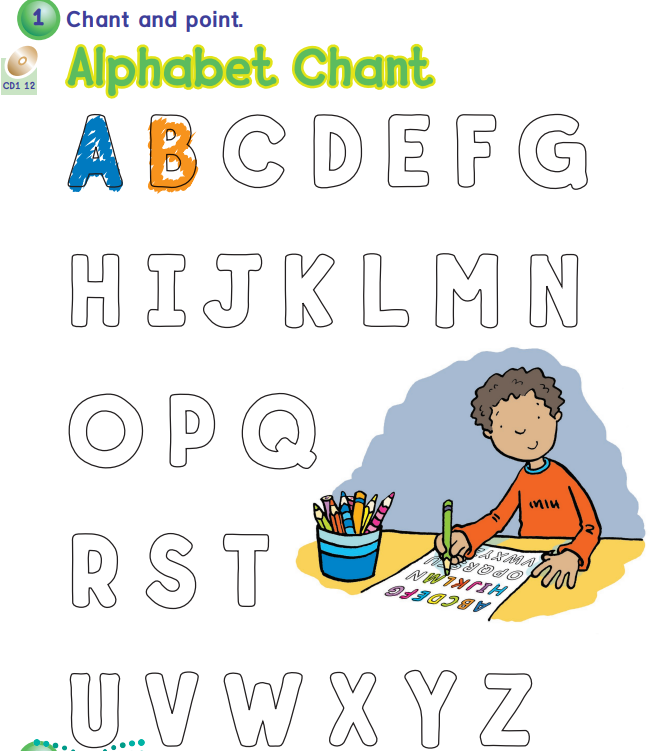 1 Chant and point.
CD1 12
Alphabet Chant
A B C D E F G
H I J K L M N
O P Q
R S T
U V W X Y Z
A B C D E F G
H I J K L M N
O P Q R S T U
V W X Y Z